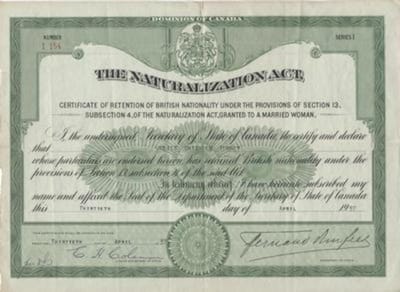 DOMINION OF CANADA
NUMBER
SERIES I
I 154
THE NATURALIZATION ACT,
CERTIFICATE OF RETENTION OF BRITISH NATIONALITY UNDER THE PROVISIONS OF SECTION 13,
SUBSECTION 4, OF THE NATURALIZATION ACT, GRANTED TO A MARRIED WOMAN.
I, the undersigned, Secretary of State of Canada, do certify and declare
that
whose particulars are endorsed hereon has retained British nationality under the
provisions of Section 13, subsection 4, of the said Act.
In testimony whereof I have hereunto subscribed my
name and affixed the Seal of the Department of the Secretary of State of Canada
this THIRTIETH day of APRIL 19
THIRTIETH APRIL